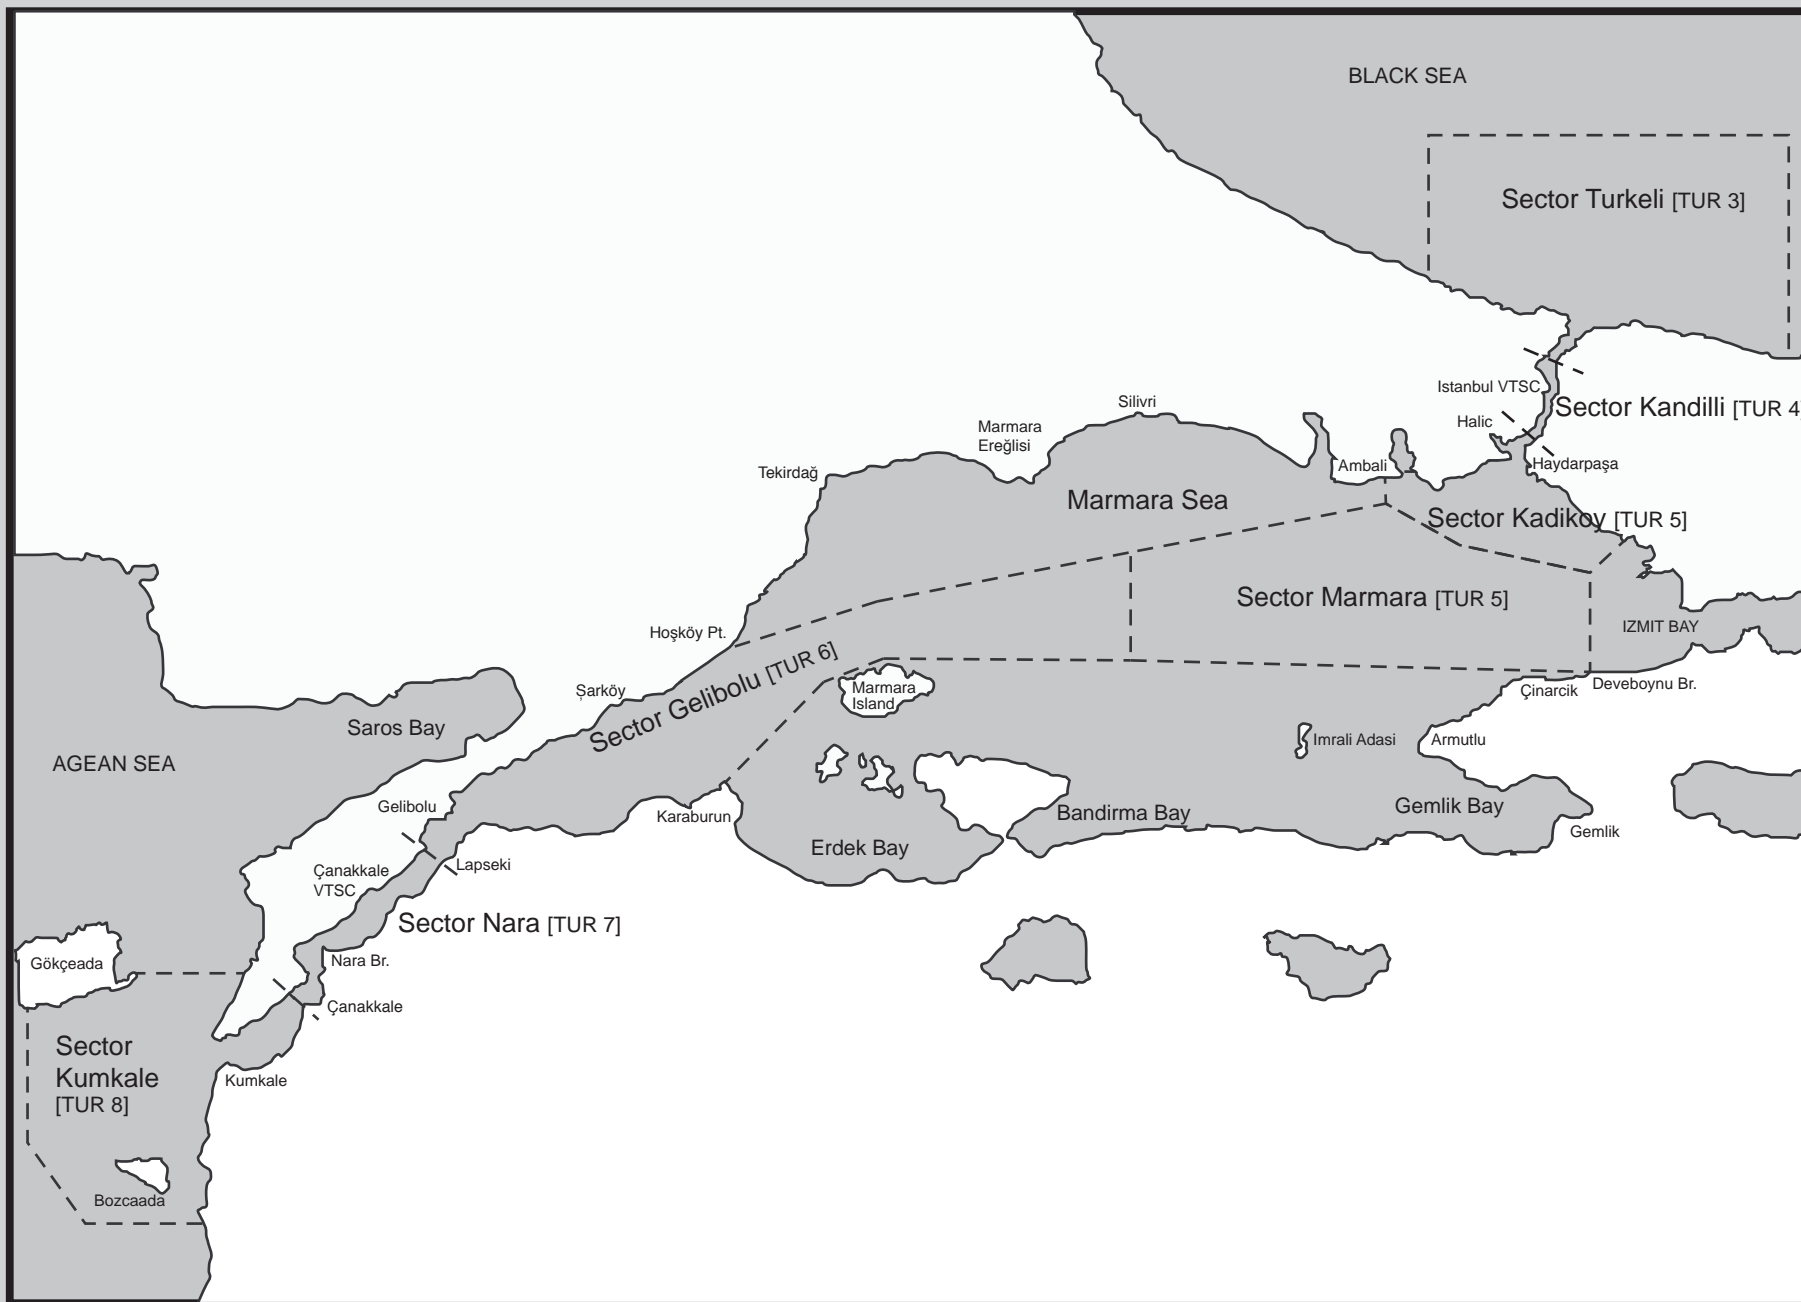 BLACK SEA
Sector Turkeli [TUR 3]
Istanbul VTSC
Sector Kandilli [TUR 4]
Silivri
Halic
Marmara
Ereğlisi
Haydarpaşa
Ambali
Tekirdağ
Marmara Sea
Sector Kadikoy [TUR 5]
Sector Marmara [TUR 5]
IZMIT BAY
Hoşköy Pt.
Sector Gelibolu [TUR 6]
Şarköy
Marmara
Island
Çinarcik
Deveboynu Br.
Saros Bay
Imrali Adasi
Armutlu
AGEAN SEA
Gelibolu
Karaburun
Bandirma Bay
Gemlik Bay
Gemlik
Erdek Bay
Lapseki
Çanakkale
VTSC
Sector Nara [TUR 7]
Nara Br.
Gökçeada
Çanakkale
Sector
Kumkale
[TUR 8]
Kumkale
Bozcaada